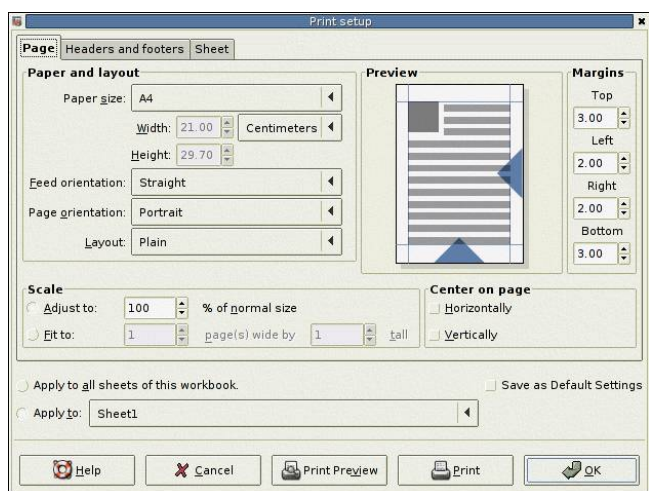 Print setup
Page Headers and footers Sheet
Paper and layout
Paper size: A4
Width: 21.00 Centimeters
Height: 29.70
Feed orientation: Straight
Page orientation: Portrait
Layout: Plain
Preview
Margins
Top
3.00
Left
2.00
Right
2.00
Bottom
3.00
Scale
Adjust to: 100 % of normal size
Fit to: 1 page(s) wide by 1 tall
Center on page
Horizontally
Vertically
Apply to all sheets of this workbook.
Save as Default Settings
Apply to: Sheet1
Help Cancel Print Preview Print OK